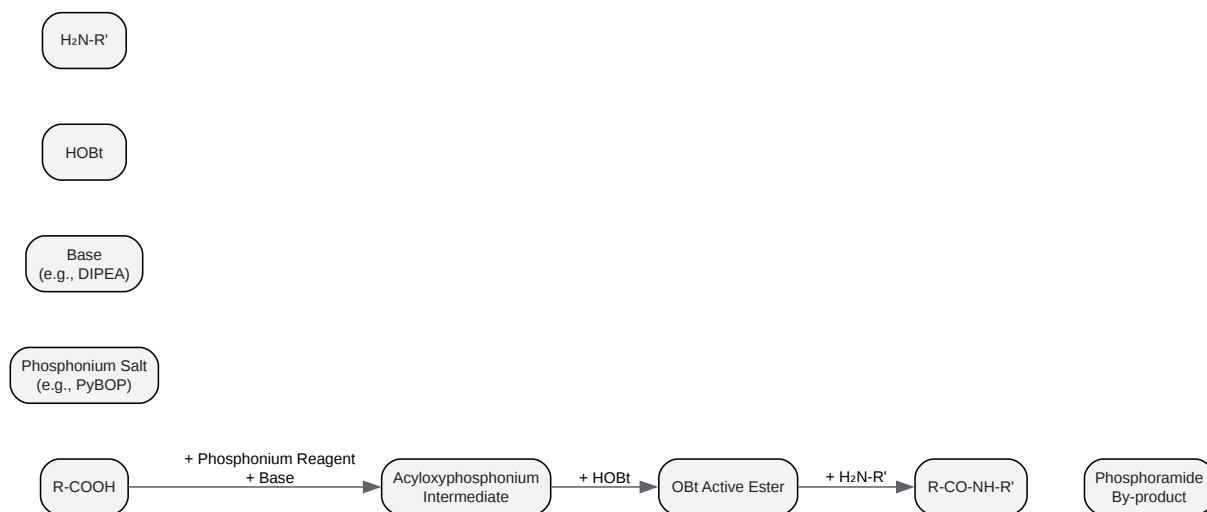 H₂N-R'
HOBt
Base
(e.g., DIPEA)
Phosphonium Salt
(e.g., PyBOP)
R-COOH
+ Phosphonium Reagent
+ Base
Acyloxyphosphonium
Intermediate
+ HOBt
OBt Active Ester
+ H₂N-R'
R-CO-NH-R'
Phosphoramide
By-product